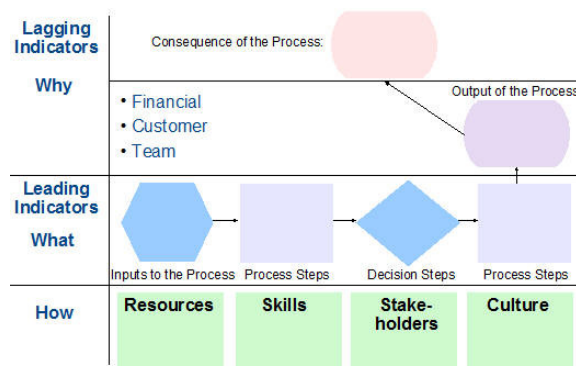 Lagging
Indicators
Why
Consequence of the Process:
Output of the Process
• Financial
• Customer
• Team
Leading
Indicators
What
Inputs to the Process
Process Steps
Decision Steps
Process Steps
How
Resources
Skills
Stake-
holders
Culture